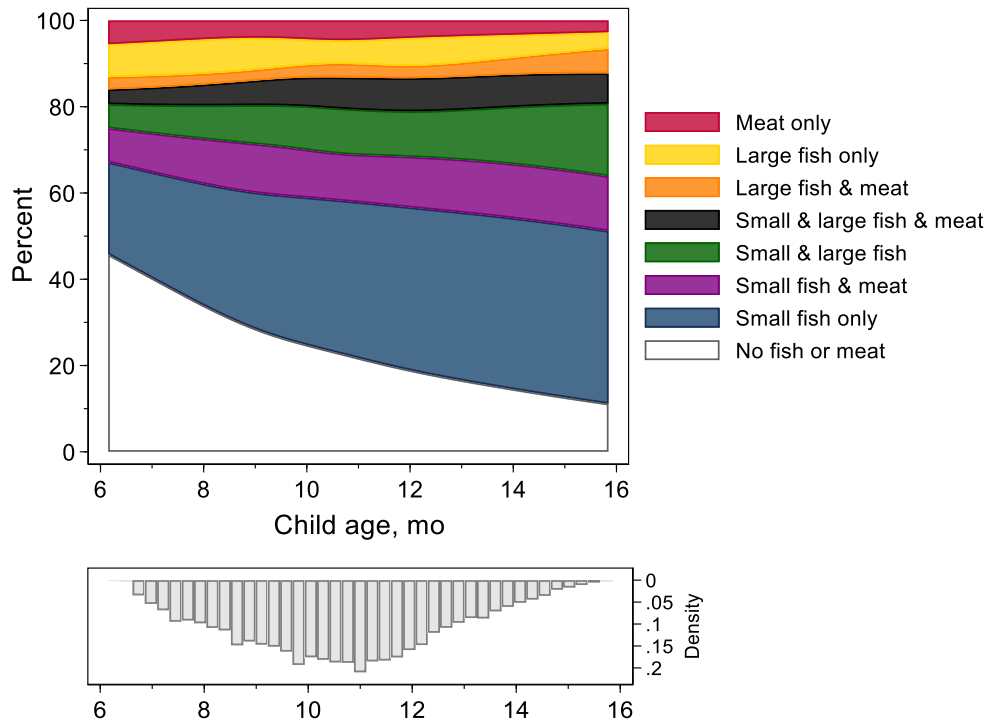 100
80
60
40
20
0
Percent
6 8 10 12 14 16
Child age, mo
Meat only
Large fish only
Large fish & meat
Small & large fish & meat
Small & large fish
Small fish & meat
Small fish only
No fish or meat
0
.05
.1
.15
.2
Density
6 8 10 12 14 16